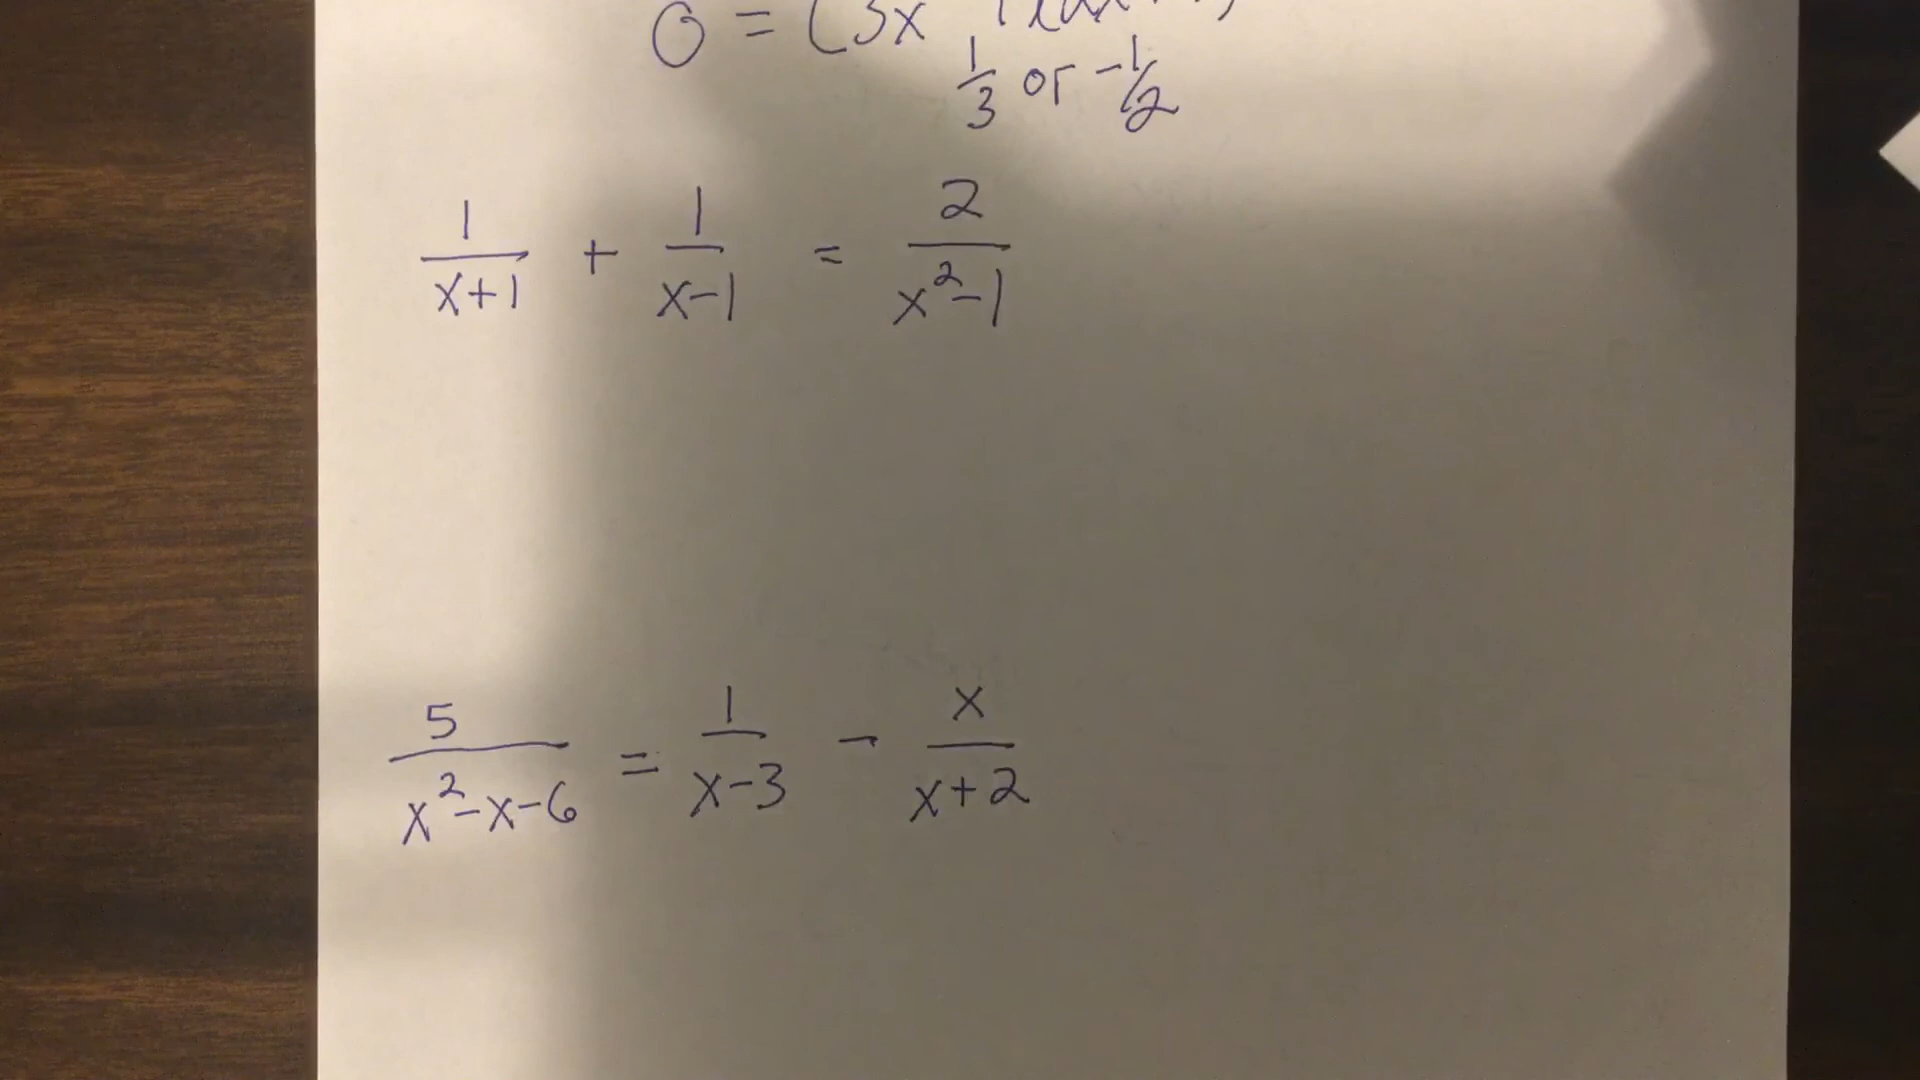 0 = (3x
1/3 or -1/2
1/(x+1) + 1/(x-1) = 2/(x²-1)
5/(x²-x-6) = 1/(x-3) - x/(x+2)